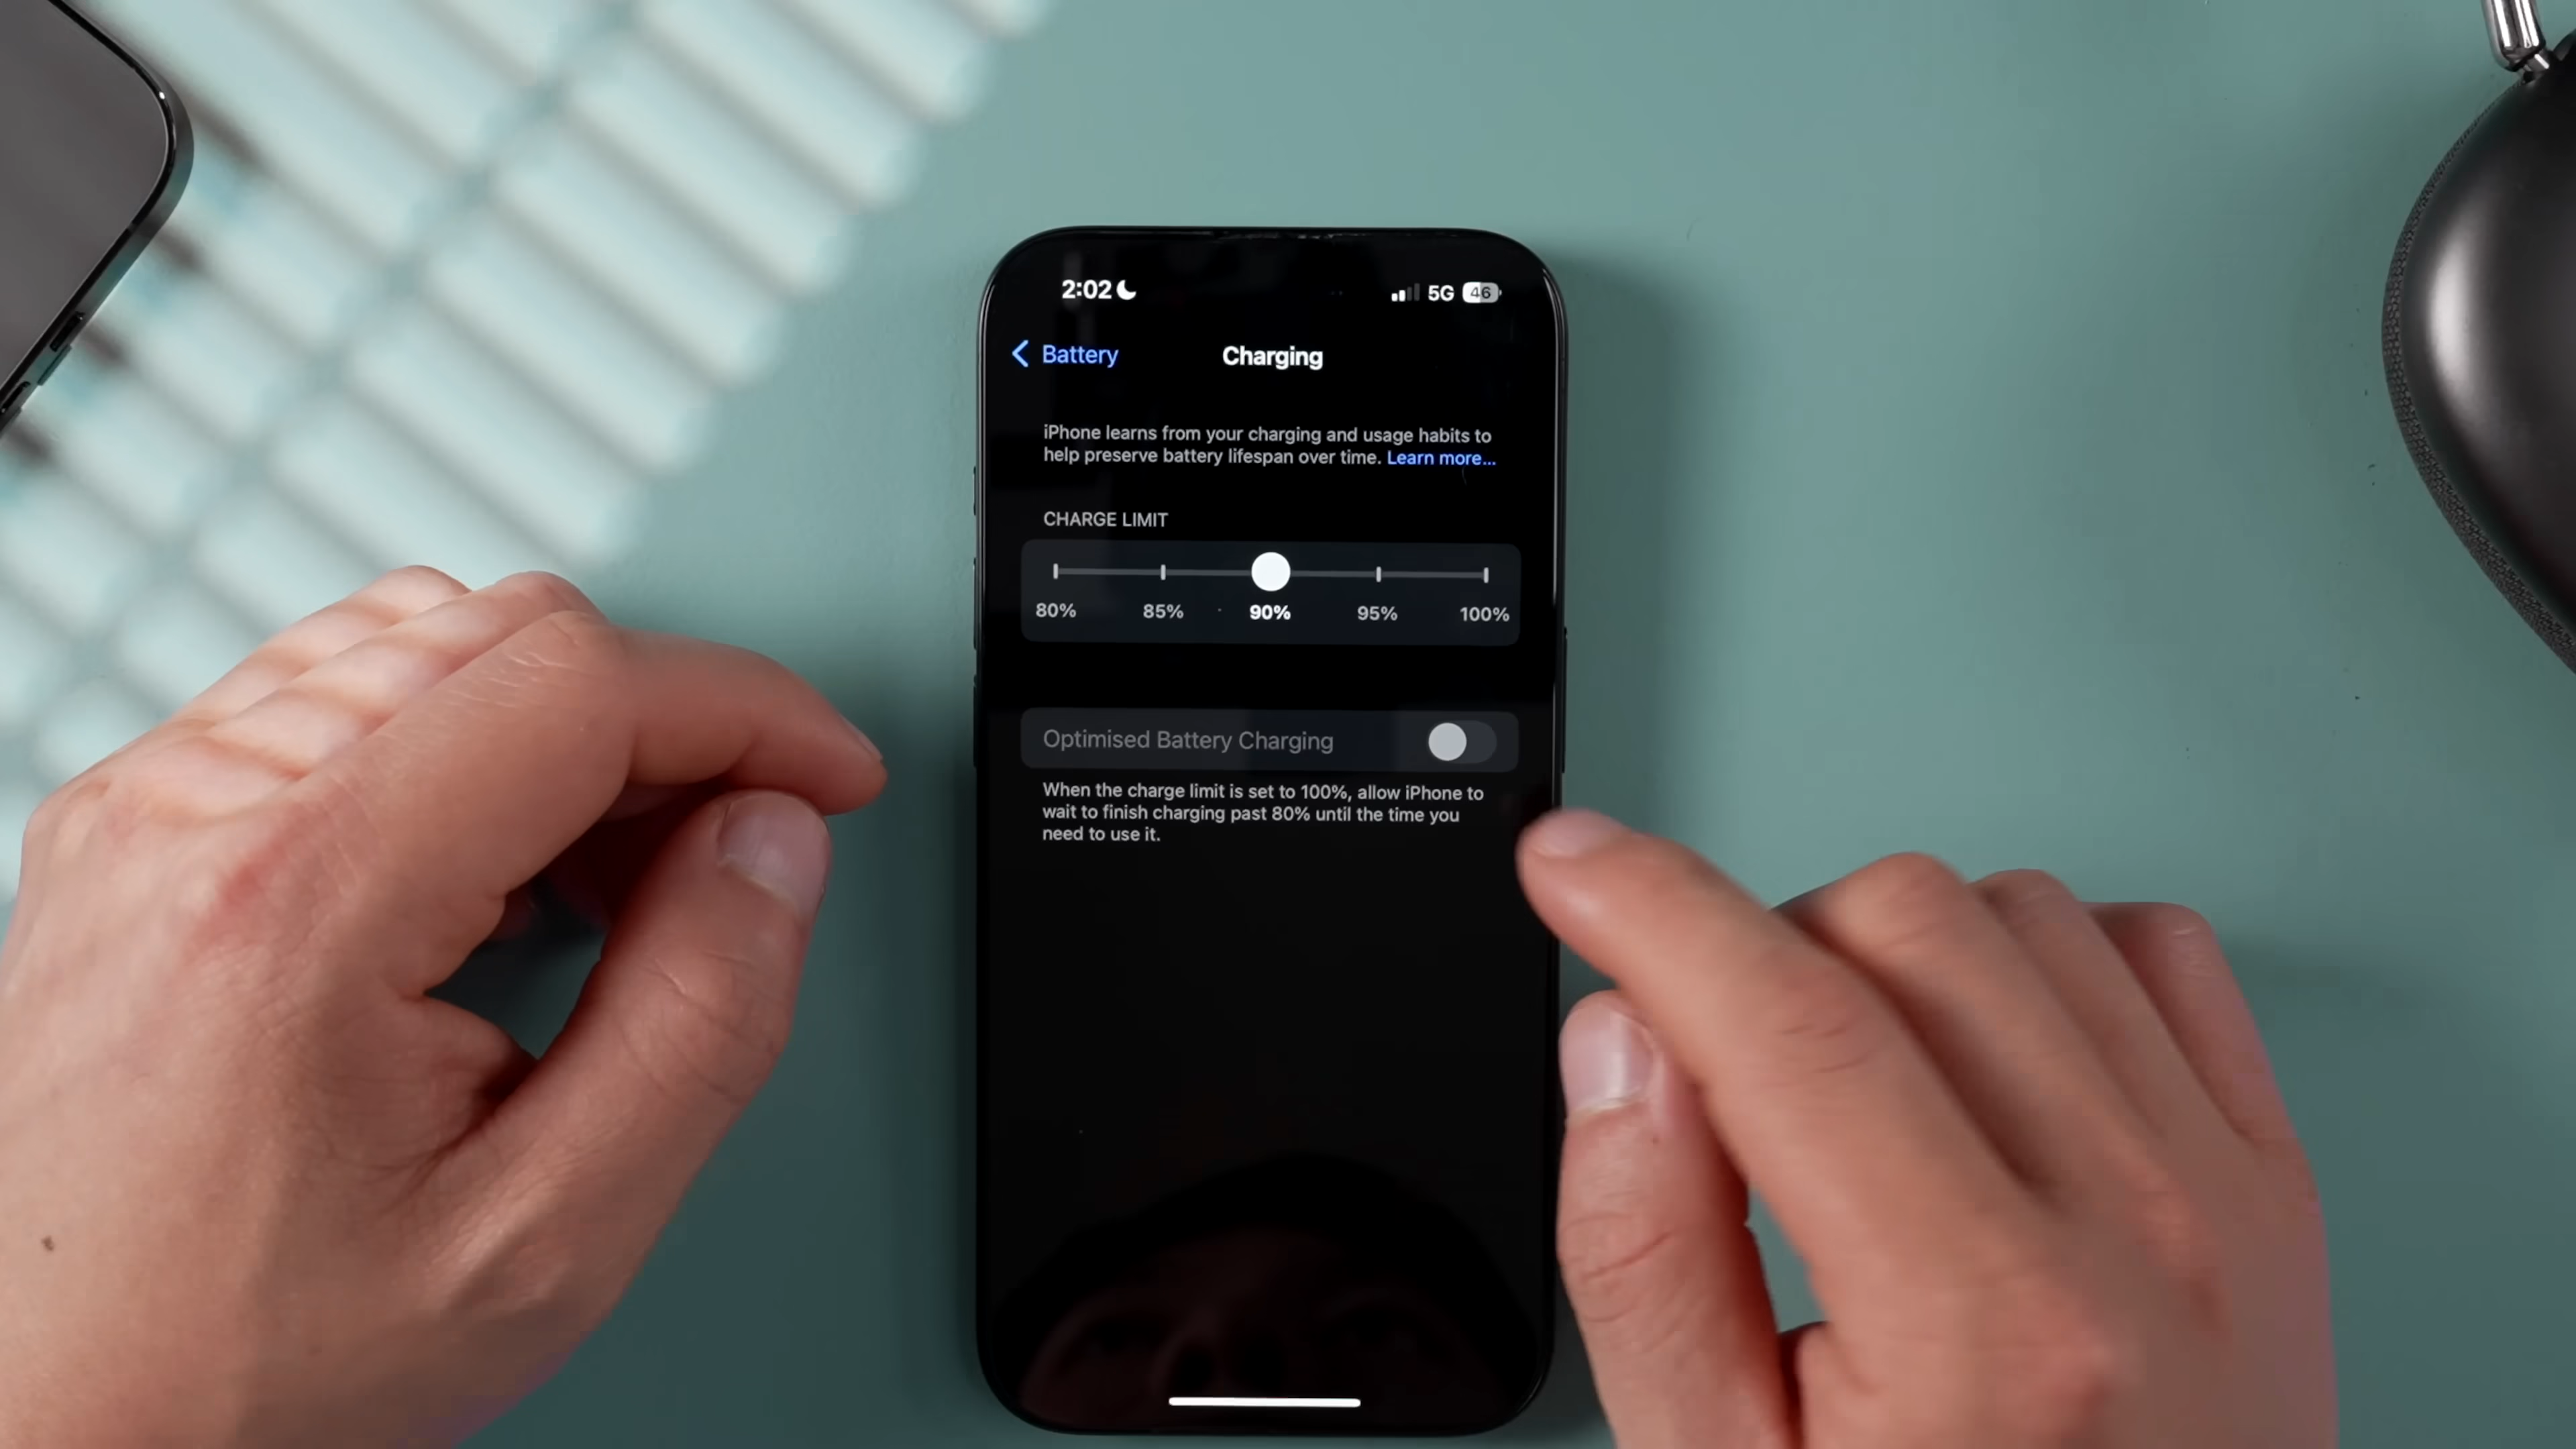 2:02
5G 46
Battery
Charging
iPhone learns from your charging and usage habits to
help preserve battery lifespan over time. Learn more...
CHARGE LIMIT
80% 85% 90% 95% 100%
Optimised Battery Charging
When the charge limit is set to 100%, allow iPhone to
wait to finish charging past 80% until the time you
need to use it.